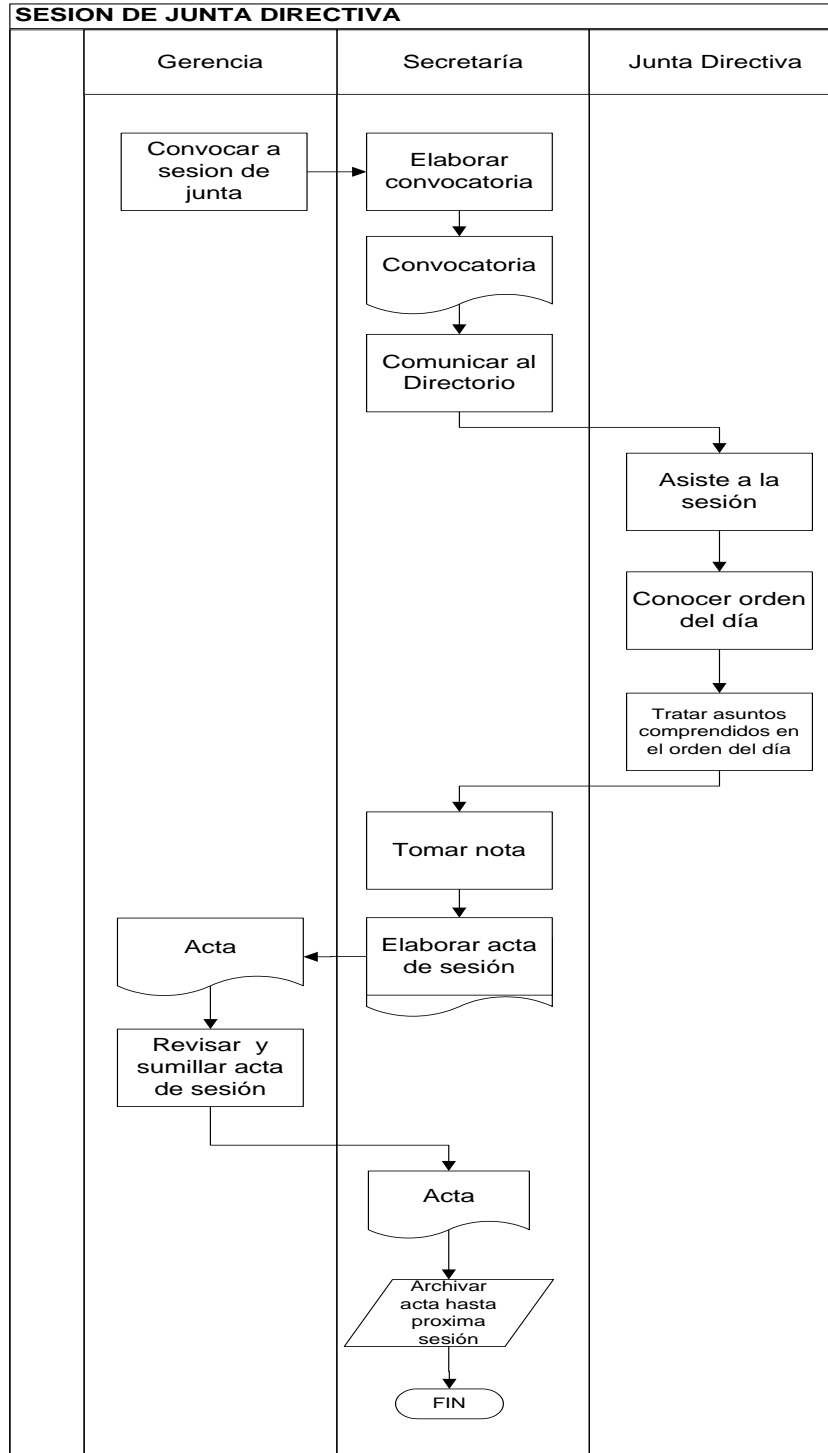 SESION DE JUNTA DIRECTIVA
Gerencia
Secretaría
Junta Directiva
Convocar a
sesion de
junta
Elaborar
convocatoria
Convocatoria
Comunicar al
Directorio
Asiste a la
sesión
Conocer orden
del día
Tratar asuntos
comprendidos en
el orden del día
Tomar nota
Elaborar acta
de sesión
Acta
Revisar y
sumillar acta
de sesión
Acta
Archivar
acta hasta
proxima
sesión
FIN